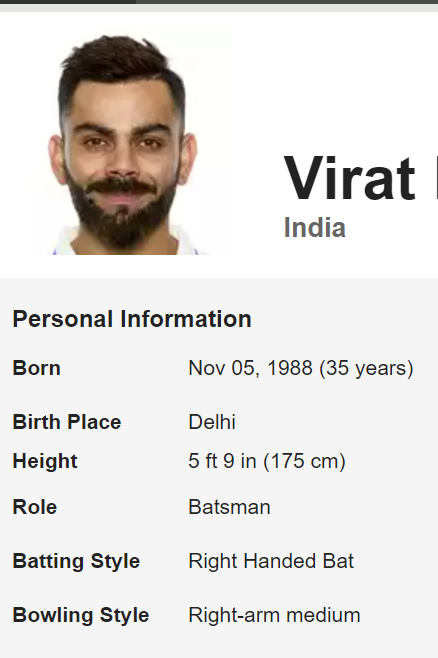 Virat
India
Personal Information
Born Nov 05, 1988 (35 years)
Birth Place Delhi
Height 5 ft 9 in (175 cm)
Role Batsman
Batting Style Right Handed Bat
Bowling Style Right-arm medium